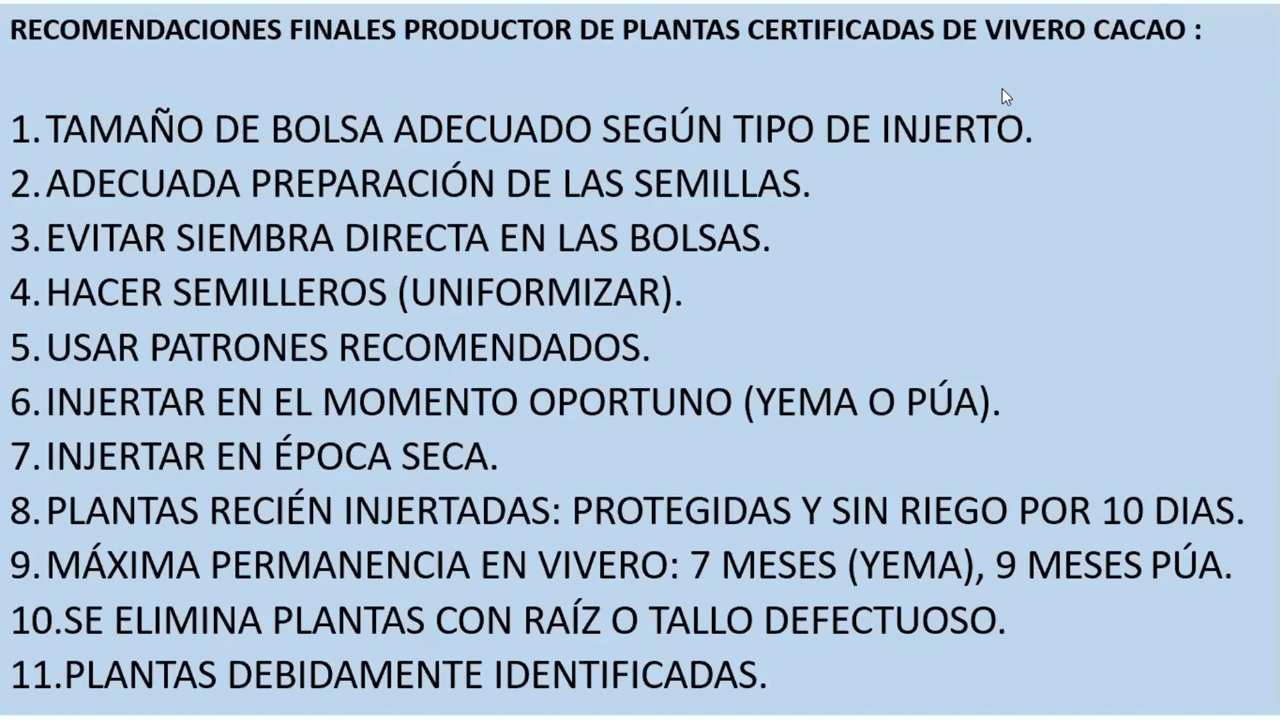 RECOMENDACIONES FINALES PRODUCTOR DE PLANTAS CERTIFICADAS DE VIVERO CACAO :
1. TAMAÑO DE BOLSA ADECUADO SEGÚN TIPO DE INJERTO.
2. ADECUADA PREPARACIÓN DE LAS SEMILLAS.
3. EVITAR SIEMBRA DIRECTA EN LAS BOLSAS.
4. HACER SEMILLEROS (UNIFORMIZAR).
5. USAR PATRONES RECOMENDADOS.
6. INJERTAR EN EL MOMENTO OPORTUNO (YEMA O PÚA).
7. INJERTAR EN ÉPOCA SECA.
8. PLANTAS RECIÉN INJERTADAS: PROTEGIDAS Y SIN RIEGO POR 10 DIAS.
9. MÁXIMA PERMANENCIA EN VIVERO: 7 MESES (YEMA), 9 MESES PÚA.
10.SE ELIMINA PLANTAS CON RAÍZ O TALLO DEFECTUOSO.
11.PLANTAS DEBIDAMENTE IDENTIFICADAS.